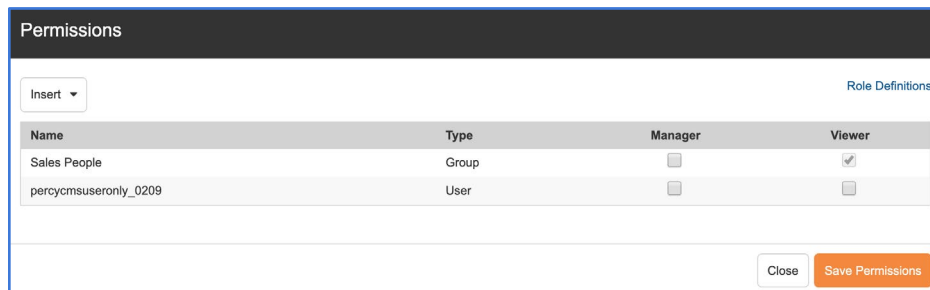 Permissions
Insert
Role Definitions
Name Type Manager Viewer
Sales People Group
percycmsuseronly_0209 User
Close Save Permissions